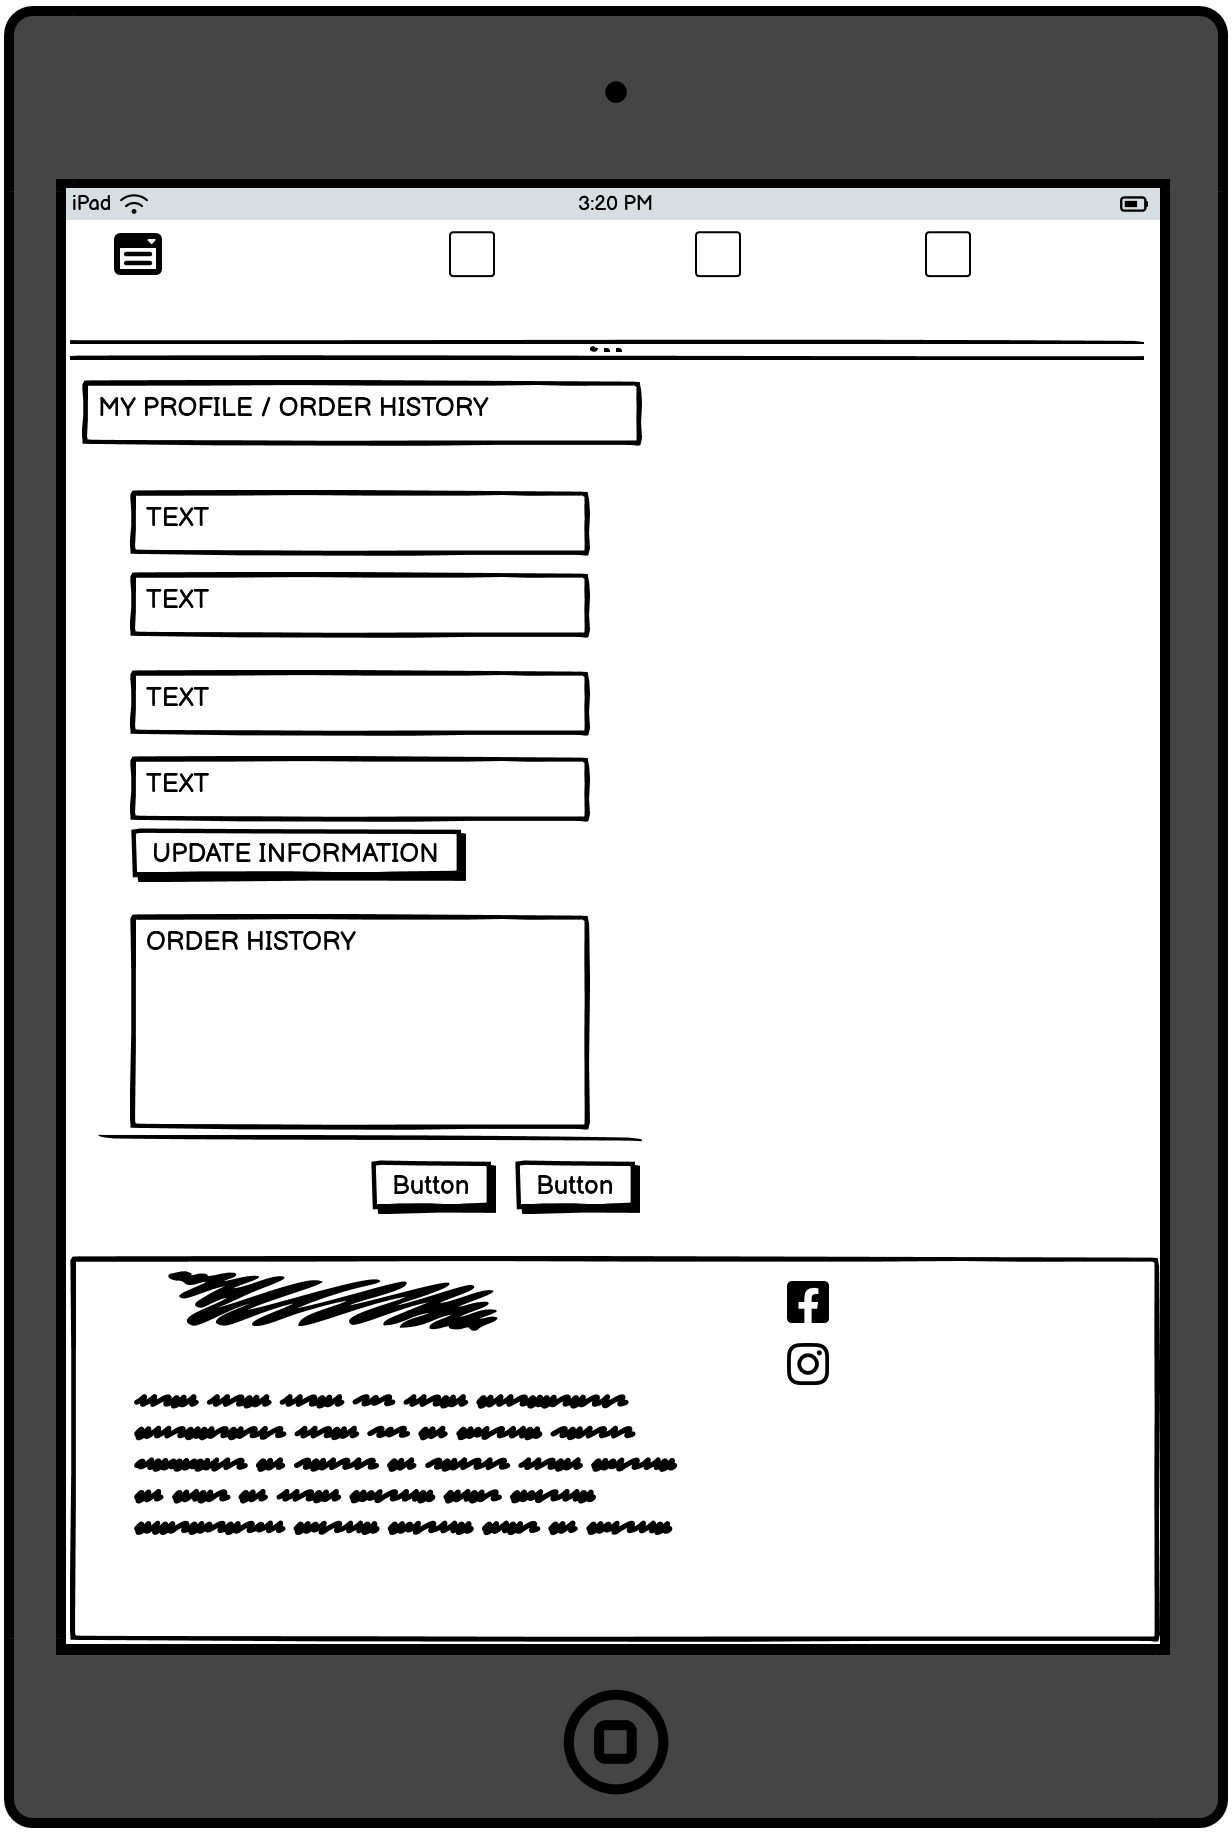 iPad 3:20 PM
MY PROFILE / ORDER HISTORY
TEXT
TEXT
TEXT
TEXT
UPDATE INFORMATION
ORDER HISTORY
Button Button